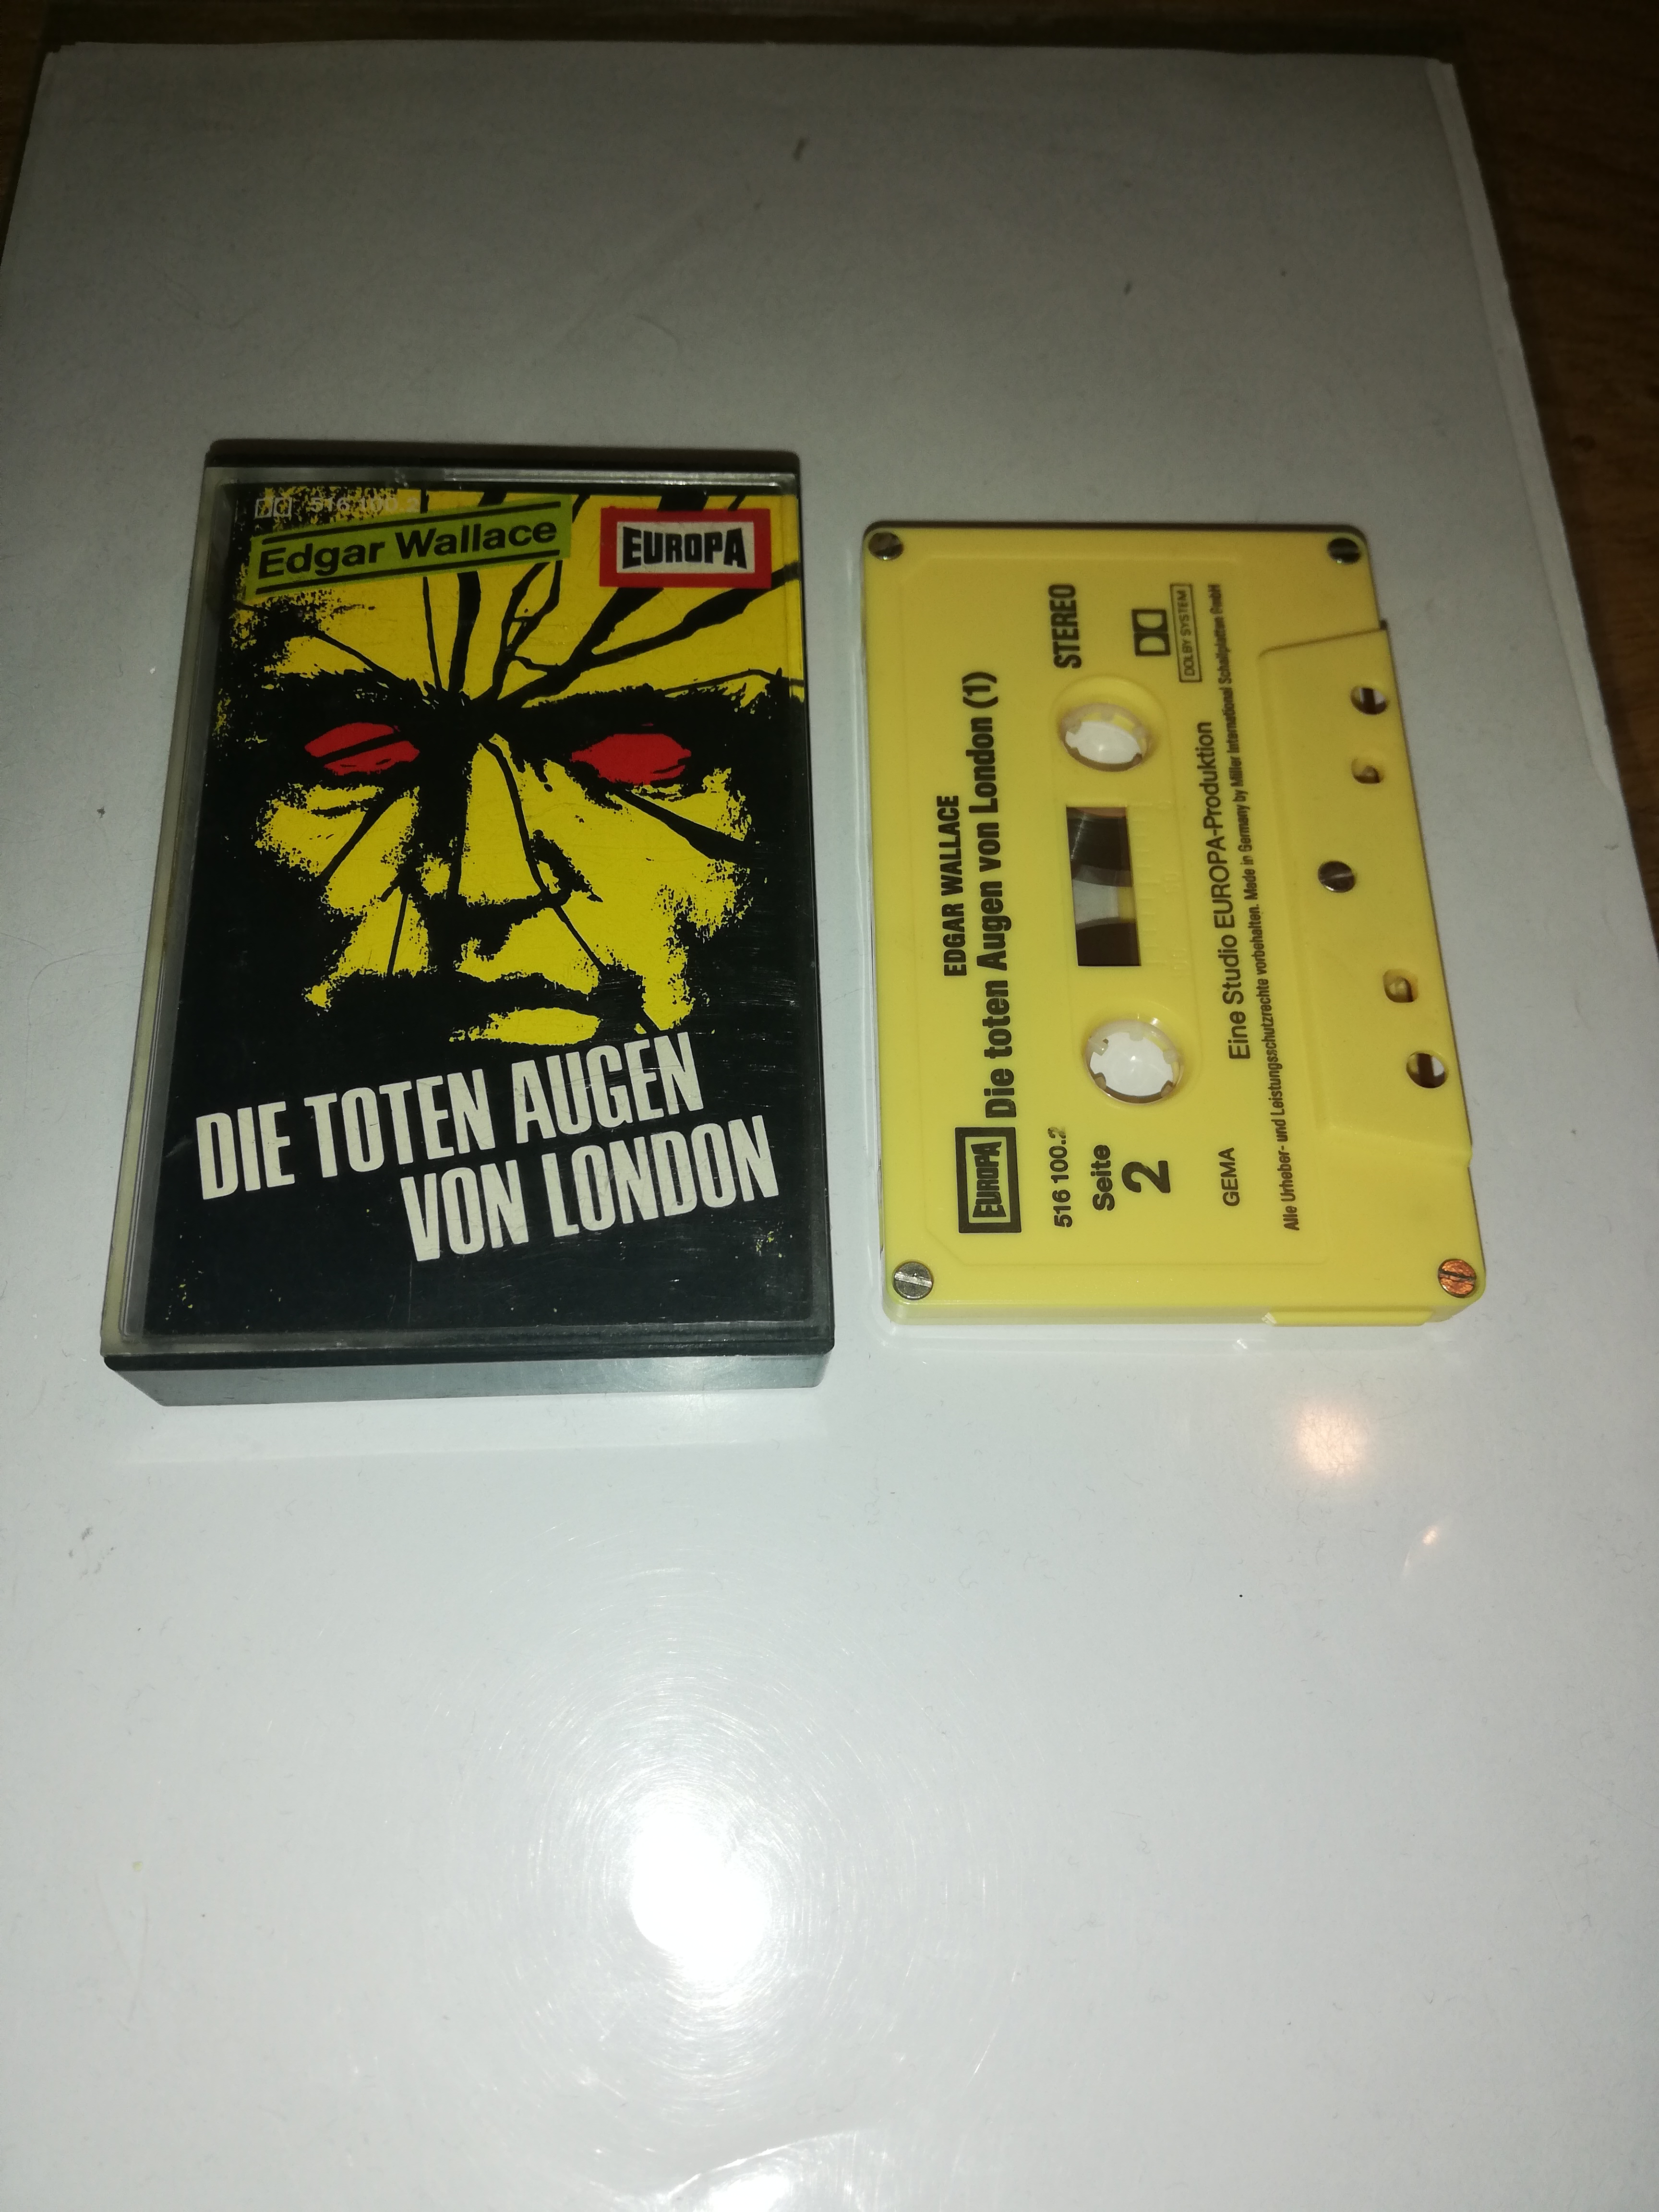 516 100.2
Edgar Wallace
EUROPA
DIE TOTEN AUGEN
VON LONDON
EUROPA
EDGAR WALLACE
Die toten Augen von London (1)
516 100.2
STEREO
Seite
2
DOLBY SYSTEM
GEMA
Eine Studio EUROPA-Produktion
Alle Urheber- und Leistungsschutzrechte vorbehalten. Made in Germany by Miller International Schallplatten GmbH